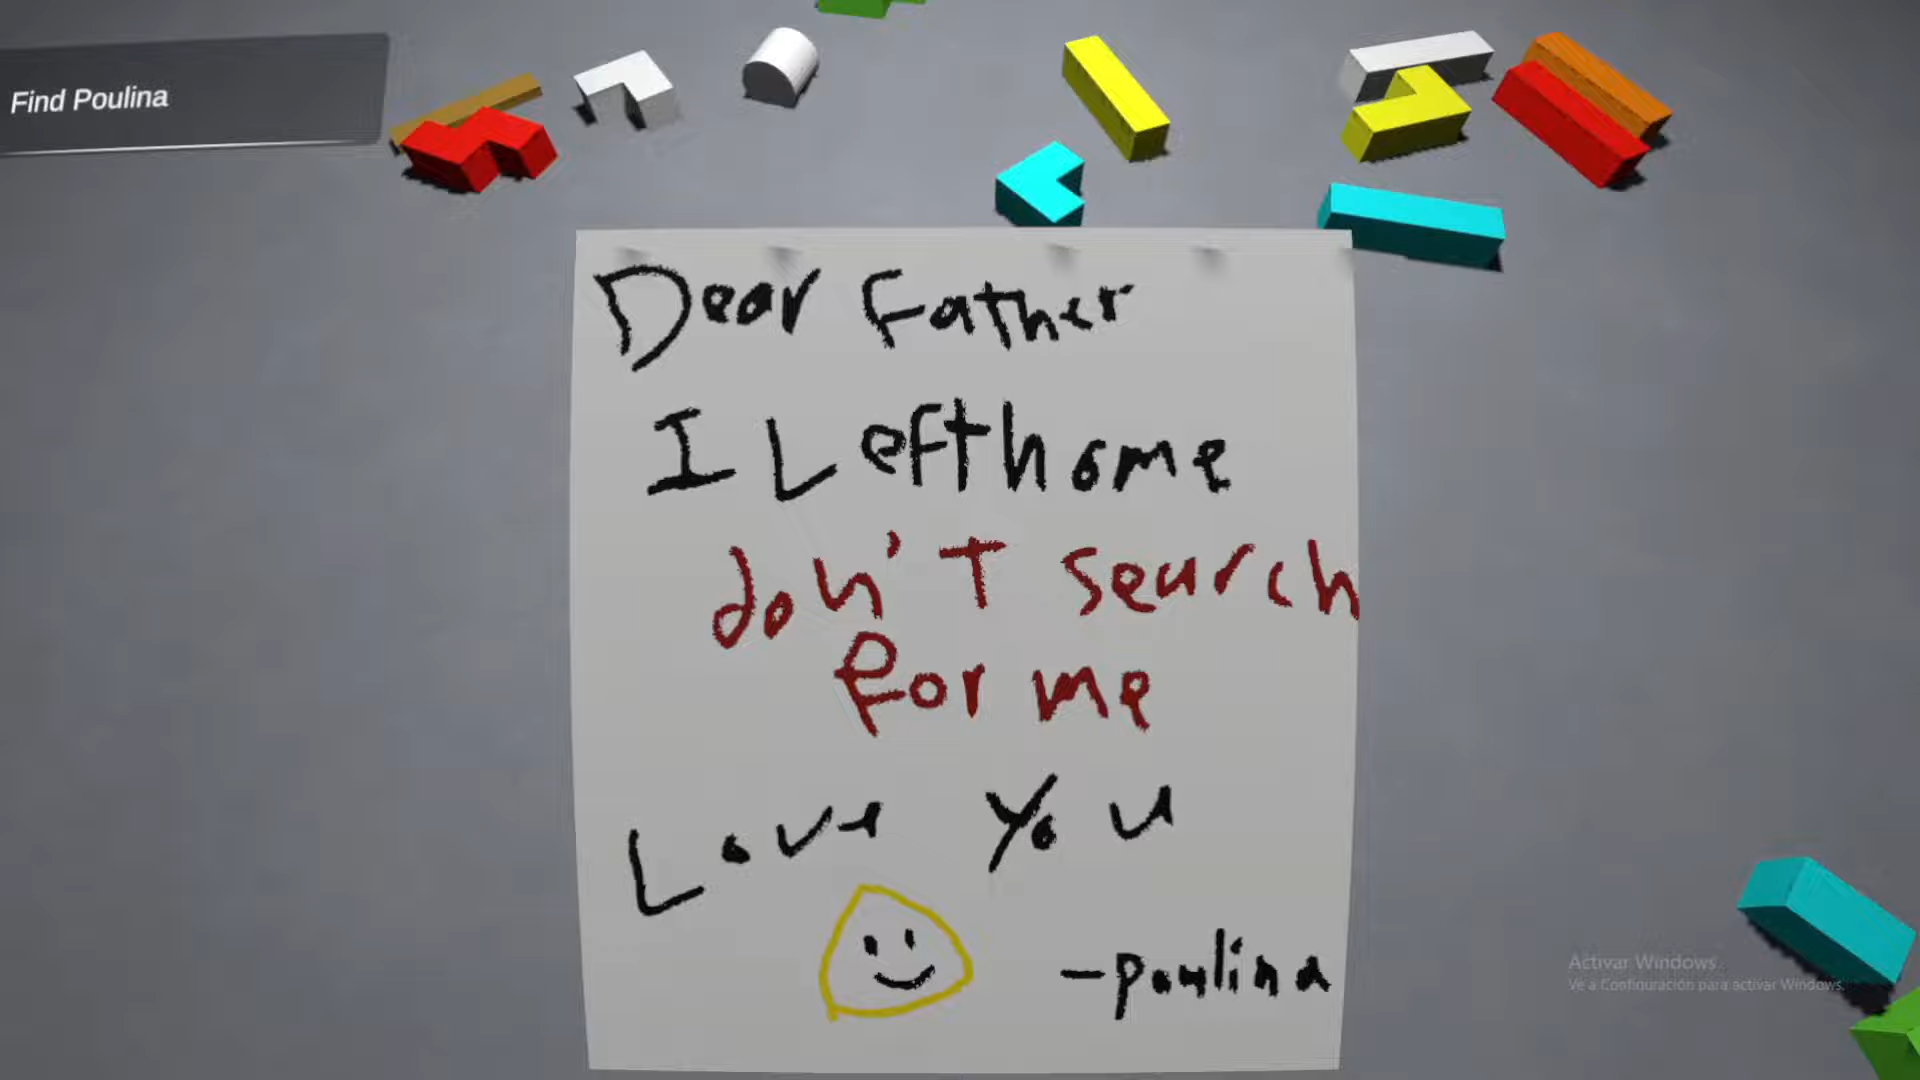 Find Poulina
Dear Father
I Left home
don't search
for me
Love you
-poulina
Activar Windows
Ve a Configuración para activar Windows.